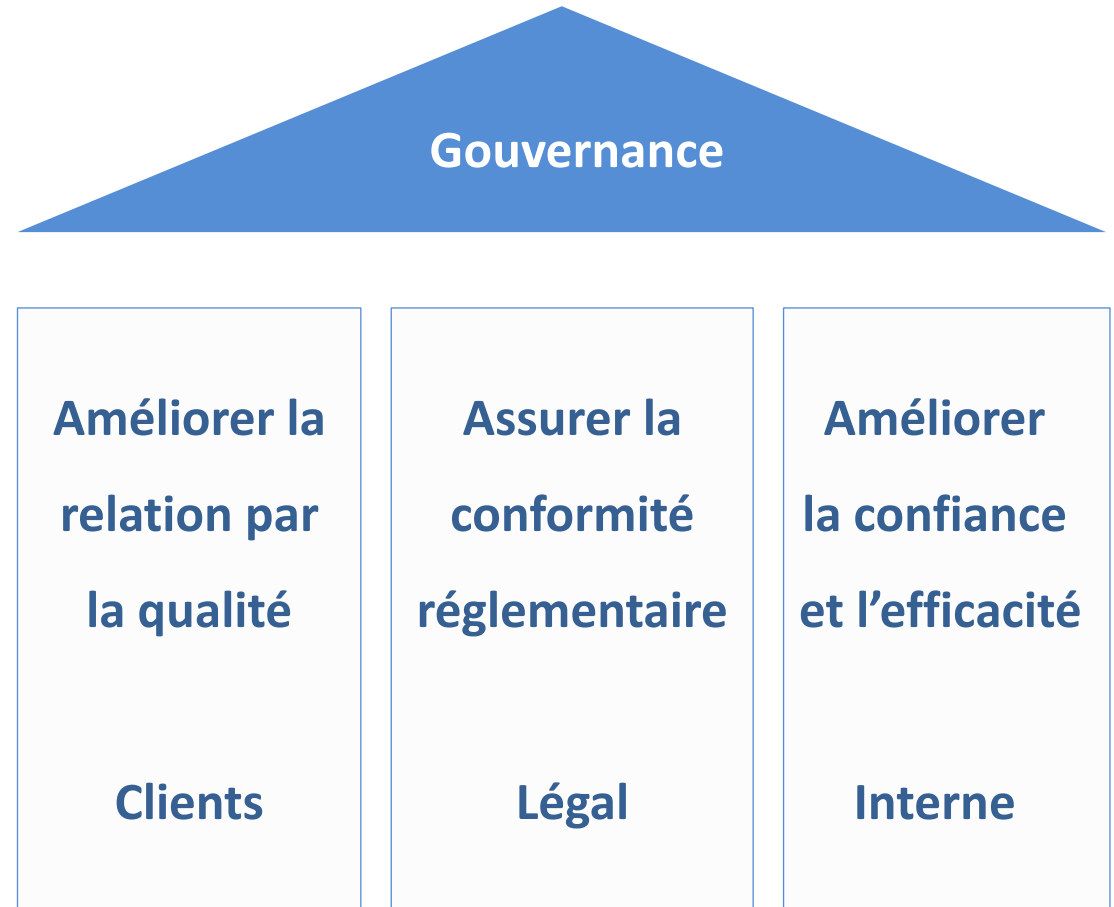 Gouvernance
Améliorer la
relation par
la qualité
Clients
Assurer la
conformité
réglementaire
Légal
Améliorer
la confiance
et l’efficacité
Interne